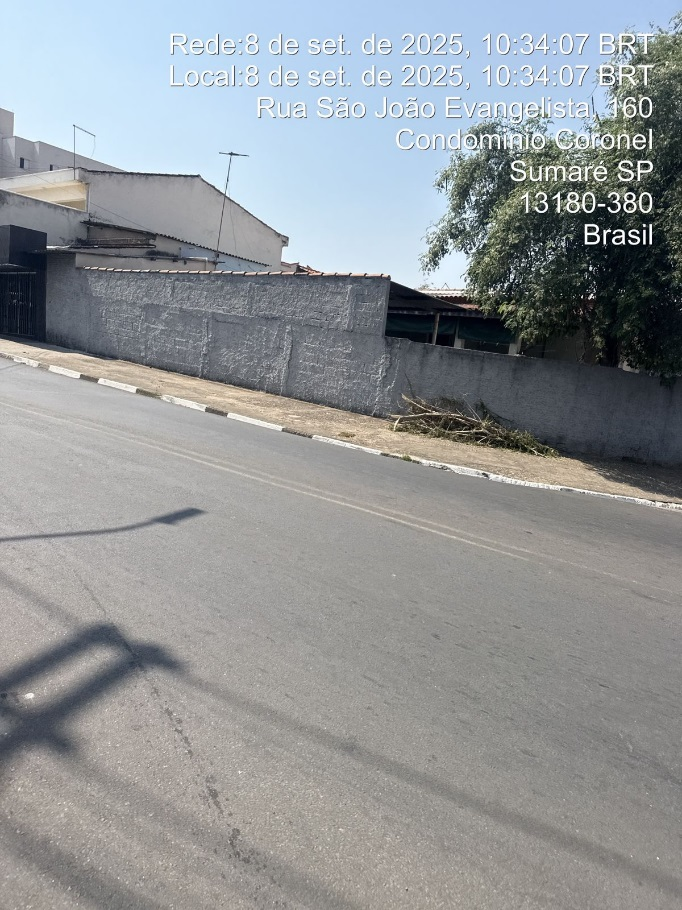 Rede:8 de set. de 2025, 10:34:07 BRT
Local:8 de set. de 2025, 10:34:07 BRT
Rua São João Evangelista, 160
Condomínio Coronel
Sumaré SP
13180-380
Brasil